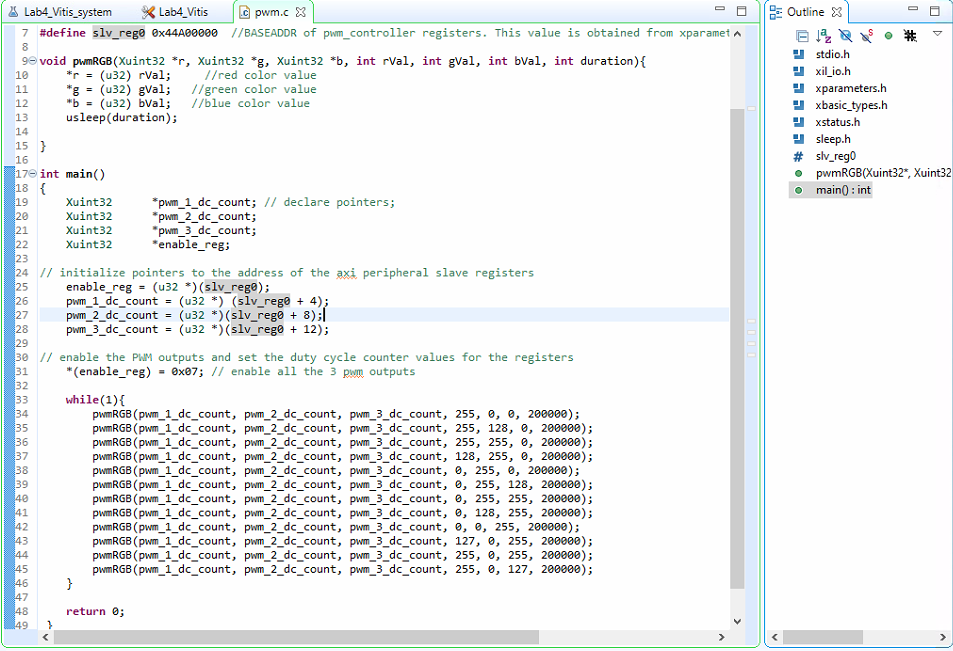 Lab4_Vitis_system Lab4_Vitis pwm.c
7 #define slv_reg0 0x44A00000 //BASEADDR of pwm_controller registers. This value is obtained from xparamet
8
9 void pwmRGB(Xuint32 *r, Xuint32 *g, Xuint32 *b, int rVal, int gVal, int bVal, int duration){
10 *r = (u32) rVal; //red color value
11 *g = (u32) gVal; //green color value
12 *b = (u32) bVal; //blue color value
13 usleep(duration);
14
15 }
16
17 int main()
18 {
19 Xuint32 *pwm_1_dc_count; // declare pointers;
20 Xuint32 *pwm_2_dc_count;
21 Xuint32 *pwm_3_dc_count;
22 Xuint32 *enable_reg;
23
24 // initialize pointers to the address of the axi peripheral slave registers
25 enable_reg = (u32 *)(slv_reg0);
26 pwm_1_dc_count = (u32 *) (slv_reg0 + 4);
27 pwm_2_dc_count = (u32 *)(slv_reg0 + 8);
28 pwm_3_dc_count = (u32 *)(slv_reg0 + 12);
29
30 // enable the PWM outputs and set the duty cycle counter values for the registers
31 *(enable_reg) = 0x07; // enable all the 3 pwm outputs
32
33 while(1){
34 pwmRGB(pwm_1_dc_count, pwm_2_dc_count, pwm_3_dc_count, 255, 0, 0, 200000);
35 pwmRGB(pwm_1_dc_count, pwm_2_dc_count, pwm_3_dc_count, 255, 128, 0, 200000);
36 pwmRGB(pwm_1_dc_count, pwm_2_dc_count, pwm_3_dc_count, 255, 255, 0, 200000);
37 pwmRGB(pwm_1_dc_count, pwm_2_dc_count, pwm_3_dc_count, 128, 255, 0, 200000);
38 pwmRGB(pwm_1_dc_count, pwm_2_dc_count, pwm_3_dc_count, 0, 255, 0, 200000);
39 pwmRGB(pwm_1_dc_count, pwm_2_dc_count, pwm_3_dc_count, 0, 255, 128, 200000);
40 pwmRGB(pwm_1_dc_count, pwm_2_dc_count, pwm_3_dc_count, 0, 255, 255, 200000);
41 pwmRGB(pwm_1_dc_count, pwm_2_dc_count, pwm_3_dc_count, 0, 128, 255, 200000);
42 pwmRGB(pwm_1_dc_count, pwm_2_dc_count, pwm_3_dc_count, 0, 0, 255, 200000);
43 pwmRGB(pwm_1_dc_count, pwm_2_dc_count, pwm_3_dc_count, 127, 0, 255, 200000);
44 pwmRGB(pwm_1_dc_count, pwm_2_dc_count, pwm_3_dc_count, 255, 0, 255, 200000);
45 pwmRGB(pwm_1_dc_count, pwm_2_dc_count, pwm_3_dc_count, 255, 0, 127, 200000);
46 }
47
48 return 0;
49 }
Outline
stdio.h
xil_io.h
xparameters.h
xbasic_types.h
xstatus.h
sleep.h
slv_reg0
pwmRGB(Xuint32*, Xuint32
main() : int